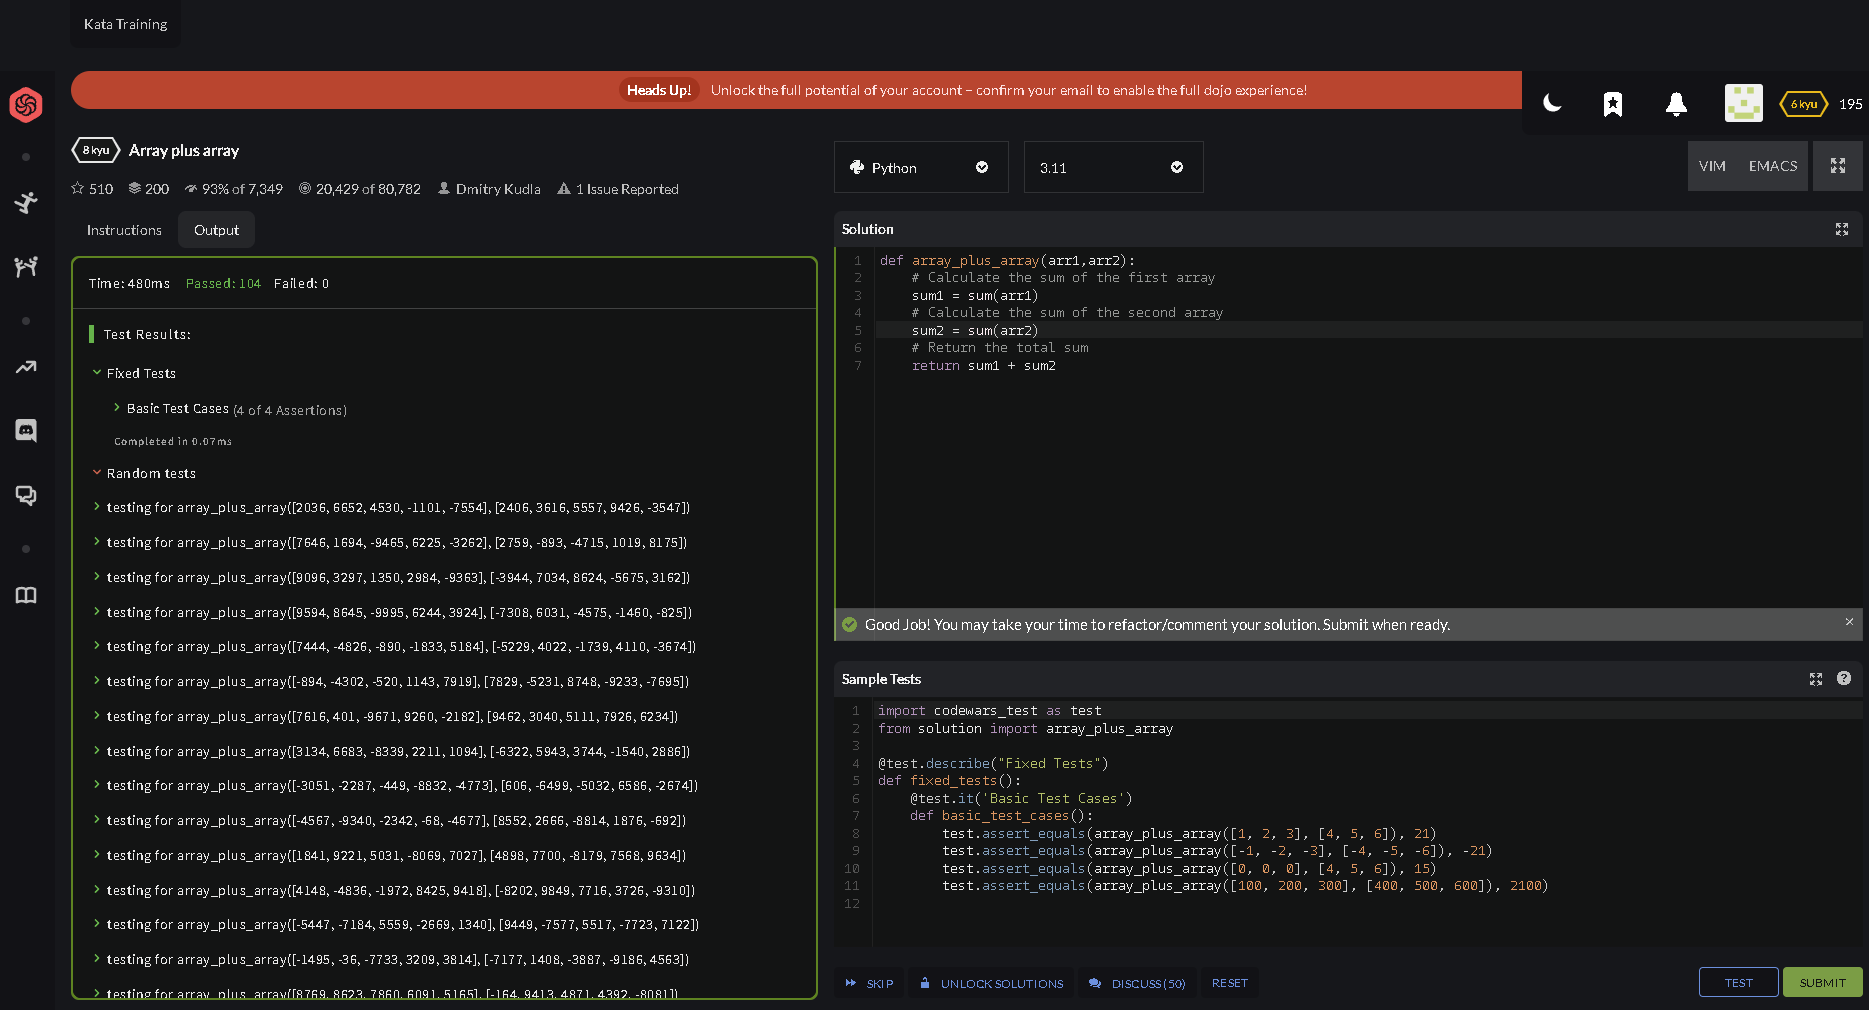 Kata Training
Heads Up! Unlock the full potential of your account – confirm your email to enable the full dojo experience!
6 kyu 195
8 kyu Array plus array
510 200 93% of 7,349 20,429 of 80,782 Dmitry Kudla 1 Issue Reported
Instructions Output
Time: 480ms Passed: 104 Failed: 0
Test Results:
Fixed Tests
Basic Test Cases (4 of 4 Assertions)
Completed in 0.07ms
Random tests
testing for array_plus_array([2036, 6652, 4530, -1101, -7554], [2406, 3616, 5557, 9426, -3547])
testing for array_plus_array([7646, 1694, -9465, 6225, -3262], [2759, -893, -4715, 1019, 8175])
testing for array_plus_array([9096, 3297, 1350, 2984, -9363], [-3944, 7034, 8624, -5675, 3162])
testing for array_plus_array([9594, 8645, -9995, 6244, 3924], [-7308, 6031, -4575, -1460, -825])
testing for array_plus_array([7444, -4826, -890, -1833, 5184], [-5229, 4022, -1739, 4110, -3674])
testing for array_plus_array([-894, -4302, -520, 1143, 7919], [7829, -5231, 8748, -9233, -7695])
testing for array_plus_array([7616, 401, -9671, 9260, -2182], [9462, 3040, 5111, 7926, 6234])
testing for array_plus_array([3134, 6683, -8339, 2211, 1094], [-6322, 5943, 3744, -1540, 2886])
testing for array_plus_array([-3051, -2287, -449, -8832, -4773], [606, -6499, -5032, 6586, -2674])
testing for array_plus_array([-4567, -9340, -2342, -68, -4677], [8552, 2666, -8814, 1876, -692])
testing for array_plus_array([1841, 9221, 5031, -8069, 7027], [4898, 7700, -8179, 7568, 9634])
testing for array_plus_array([4148, -4836, -1972, 8425, 9418], [-8202, 9849, 7716, 3726, -9310])
testing for array_plus_array([-5447, -7184, 5559, -2669, 1340], [9449, -7577, 5517, -7723, 7122])
testing for array_plus_array([-1495, -36, -7733, 3209, 3814], [-7177, 1408, -3887, -9186, 4563])
testing for array_plus_array([8769, 8623, 7860, 6091, 5165], [-164, 9413, 4871, 4392, -8081])
Python 3.11 VIM EMACS
Solution
1 def array_plus_array(arr1,arr2):
2 # Calculate the sum of the first array
3 sum1 = sum(arr1)
4 # Calculate the sum of the second array
5 sum2 = sum(arr2)
6 # Return the total sum
7 return sum1 + sum2
Good Job! You may take your time to refactor/comment your solution. Submit when ready.
Sample Tests
1 import codewars_test as test
2 from solution import array_plus_array
3
4 @test.describe("Fixed Tests")
5 def fixed_tests():
6 @test.it('Basic Test Cases')
7 def basic_test_cases():
8 test.assert_equals(array_plus_array([1, 2, 3], [4, 5, 6]), 21)
9 test.assert_equals(array_plus_array([-1, -2, -3], [-4, -5, -6]), -21)
10 test.assert_equals(array_plus_array([0, 0, 0], [4, 5, 6]), 15)
11 test.assert_equals(array_plus_array([100, 200, 300], [400, 500, 600]), 2100)
12
SKIP UNLOCK SOLUTIONS DISCUSS (50) RESET TEST SUBMIT